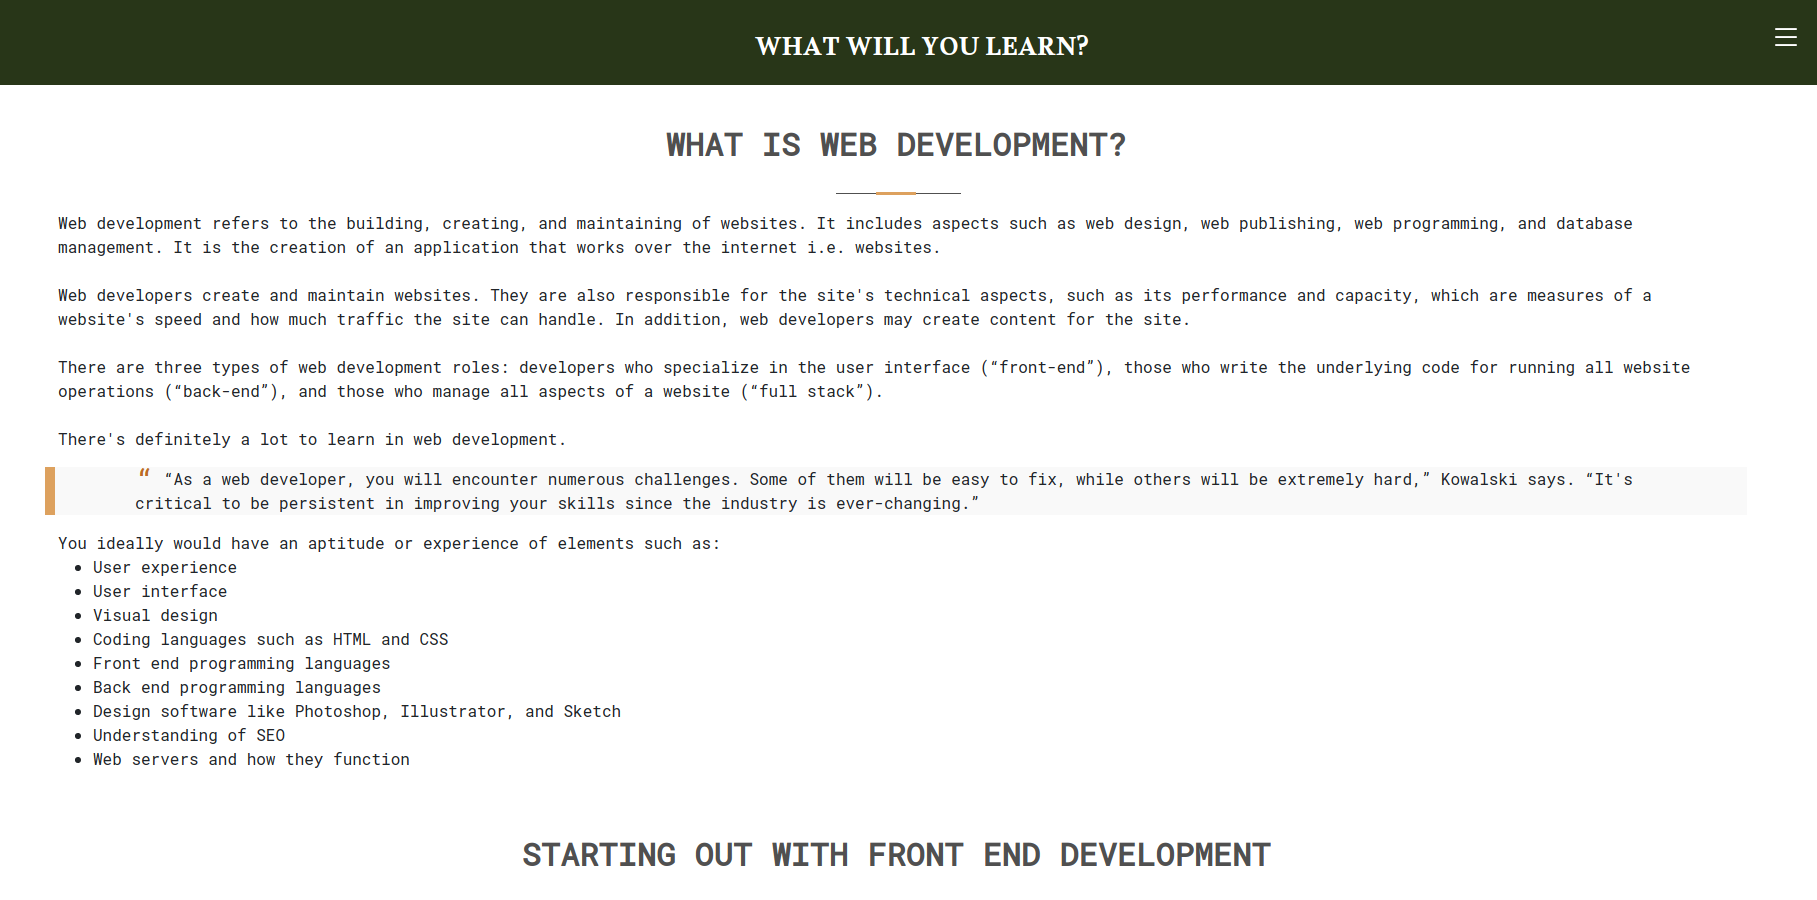 WHAT WILL YOU LEARN?
WHAT IS WEB DEVELOPMENT?
Web development refers to the building, creating, and maintaining of websites. It includes aspects such as web design, web publishing, web programming, and database
management. It is the creation of an application that works over the internet i.e. websites.
Web developers create and maintain websites. They are also responsible for the site's technical aspects, such as its performance and capacity, which are measures of a
website's speed and how much traffic the site can handle. In addition, web developers may create content for the site.
There are three types of web development roles: developers who specialize in the user interface (“front-end”), those who write the underlying code for running all website
operations (“back-end”), and those who manage all aspects of a website (“full stack”).
There's definitely a lot to learn in web development.
“ “As a web developer, you will encounter numerous challenges. Some of them will be easy to fix, while others will be extremely hard,” Kowalski says. “It's
critical to be persistent in improving your skills since the industry is ever-changing.”
You ideally would have an aptitude or experience of elements such as:
• User experience
• User interface
• Visual design
• Coding languages such as HTML and CSS
• Front end programming languages
• Back end programming languages
• Design software like Photoshop, Illustrator, and Sketch
• Understanding of SEO
• Web servers and how they function
STARTING OUT WITH FRONT END DEVELOPMENT